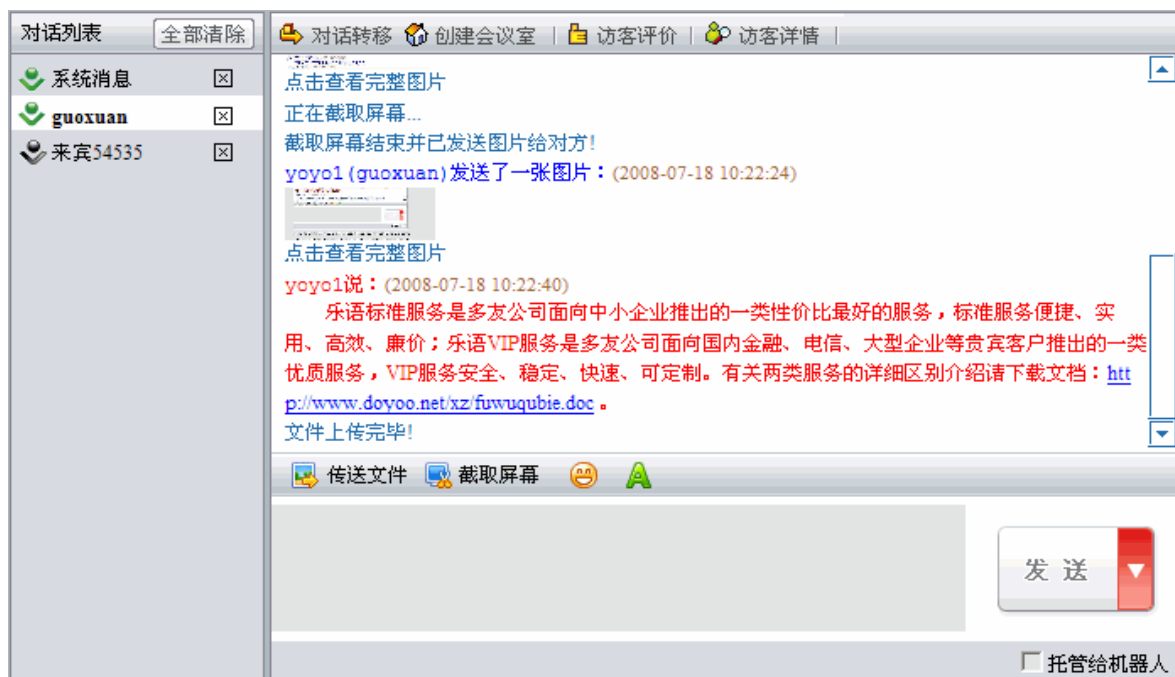 对话列表 全部清除
系统消息
guoxuan
来宾54535
对话转移 创建会议室 访客评价 访客详情
点击查看完整图片
正在截取屏幕...
截取屏幕结束并已发送图片给对方!
yoyo1(guoxuan)发送了一张图片：(2008-07-18 10:22:24)
点击查看完整图片
yoyo1说：(2008-07-18 10:22:40)
乐语标准服务是多友公司面向中小企业推出的一类性价比最好的服务，标准服务便捷、实
用、高效、廉价；乐语VIP服务是多友公司面向国内金融、电信、大型企业等贵宾客户推出的一类
优质服务，VIP服务安全、稳定、快速、可定制。有关两类服务的详细区别介绍请下载文档：htt
p://www.doyoo.net/xz/fuwuqubie.doc 。
文件上传完毕!
传送文件 截取屏幕
发 送
托管给机器人